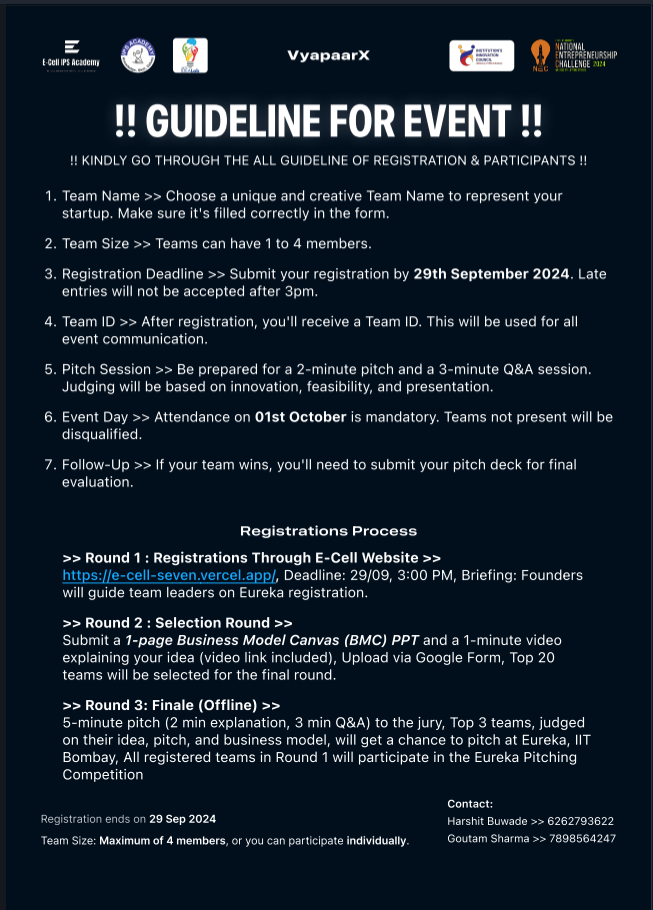 E-Cell IPS Academy
IPS ACADEMY
VyapaarX
INSTITUTION'S
INNOVATION
COUNCIL
NEC
NATIONAL
ENTREPRENEURSHIP
CHALLENGE 2024
!! GUIDELINE FOR EVENT !!
!! KINDLY GO THROUGH THE ALL GUIDELINE OF REGISTRATION & PARTICIPANTS !!
1. Team Name >> Choose a unique and creative Team Name to represent your
startup. Make sure it's filled correctly in the form.
2. Team Size >> Teams can have 1 to 4 members.
3. Registration Deadline >> Submit your registration by 29th September 2024. Late
entries will not be accepted after 3pm.
4. Team ID >> After registration, you'll receive a Team ID. This will be used for all
event communication.
5. Pitch Session >> Be prepared for a 2-minute pitch and a 3-minute Q&A session.
Judging will be based on innovation, feasibility, and presentation.
6. Event Day >> Attendance on 01st October is mandatory. Teams not present will be
disqualified.
7. Follow-Up >> If your team wins, you'll need to submit your pitch deck for final
evaluation.
Registrations Process
>> Round 1 : Registrations Through E-Cell Website >>
https://e-cell-seven.vercel.app/, Deadline: 29/09, 3:00 PM, Briefing: Founders
will guide team leaders on Eureka registration.
>> Round 2 : Selection Round >>
Submit a 1-page Business Model Canvas (BMC) PPT and a 1-minute video
explaining your idea (video link included), Upload via Google Form, Top 20
teams will be selected for the final round.
>> Round 3: Finale (Offline) >>
5-minute pitch (2 min explanation, 3 min Q&A) to the jury, Top 3 teams, judged
on their idea, pitch, and business model, will get a chance to pitch at Eureka, IIT
Bombay, All registered teams in Round 1 will participate in the Eureka Pitching
Competition
Registration ends on 29 Sep 2024
Team Size: Maximum of 4 members, or you can participate individually.
Contact:
Harshit Buwade >> 6262793622
Goutam Sharma >> 7898564247